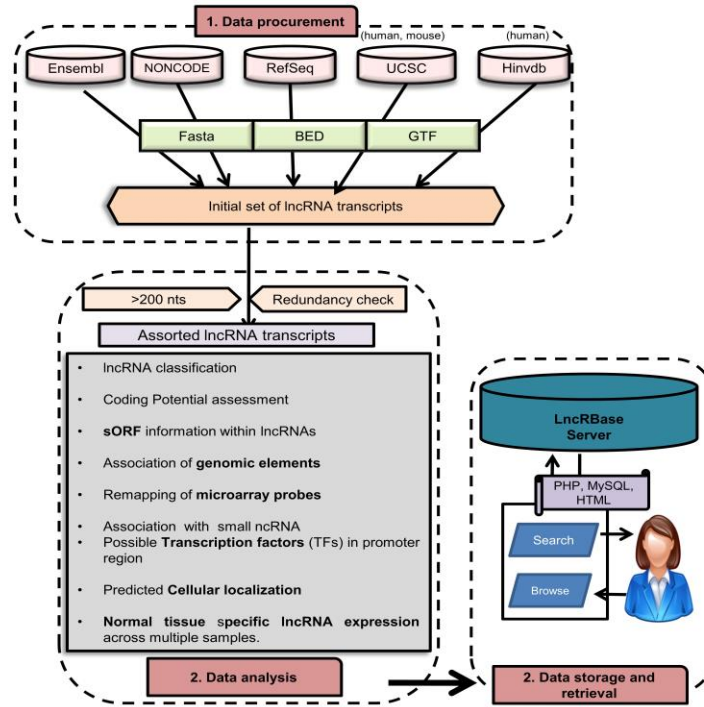 1. Data procurement
(human, mouse)
(human)
Ensembl
NONCODE
RefSeq
UCSC
Hinvdb
Fasta
BED
GTF
Initial set of lncRNA transcripts
>200 nts
Redundancy check
Assorted lncRNA transcripts
• lncRNA classification
• Coding Potential assessment
• sORF information within lncRNAs
• Association of genomic elements
• Remapping of microarray probes
• Association with small ncRNA
• Possible Transcription factors (TFs) in promoter
region
• Predicted Cellular localization
• Normal tissue specific lncRNA expression
across multiple samples.
2. Data analysis
LncRBase
Server
PHP, MySQL,
HTML
Search
Browse
2. Data storage and
retrieval